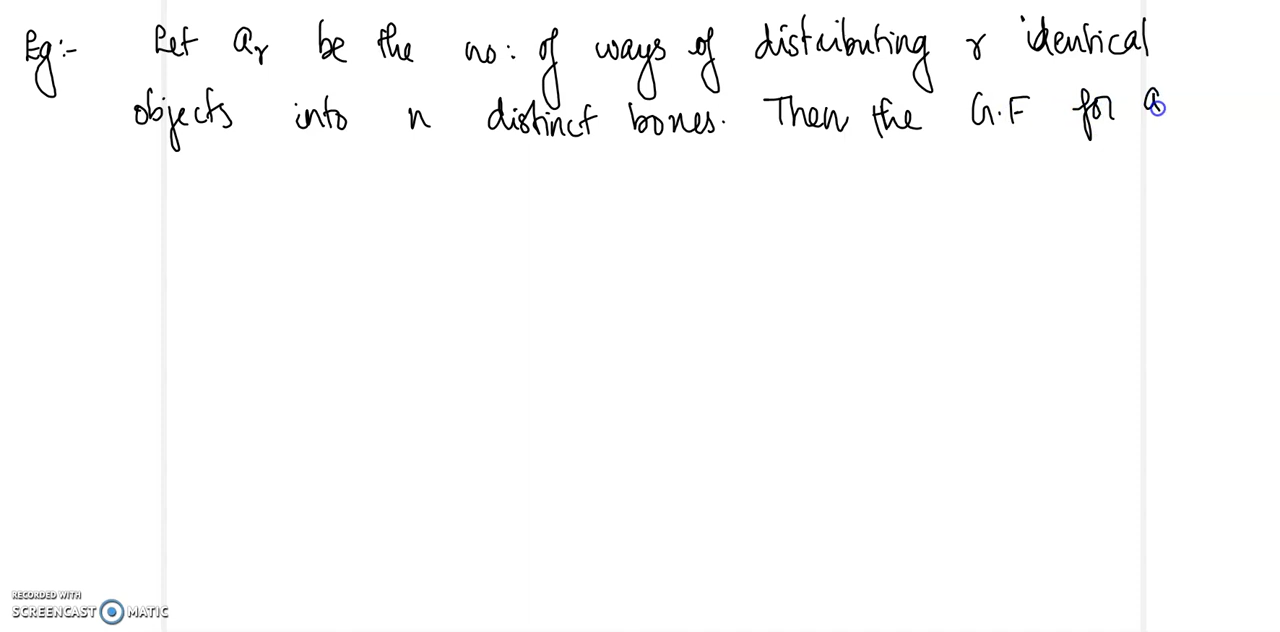 Eg:- Let ar be the no: of ways of distributing r identical
objects into n distinct boxes. Then the G.F for a
RECORDED WITH
SCREENCAST MATIC